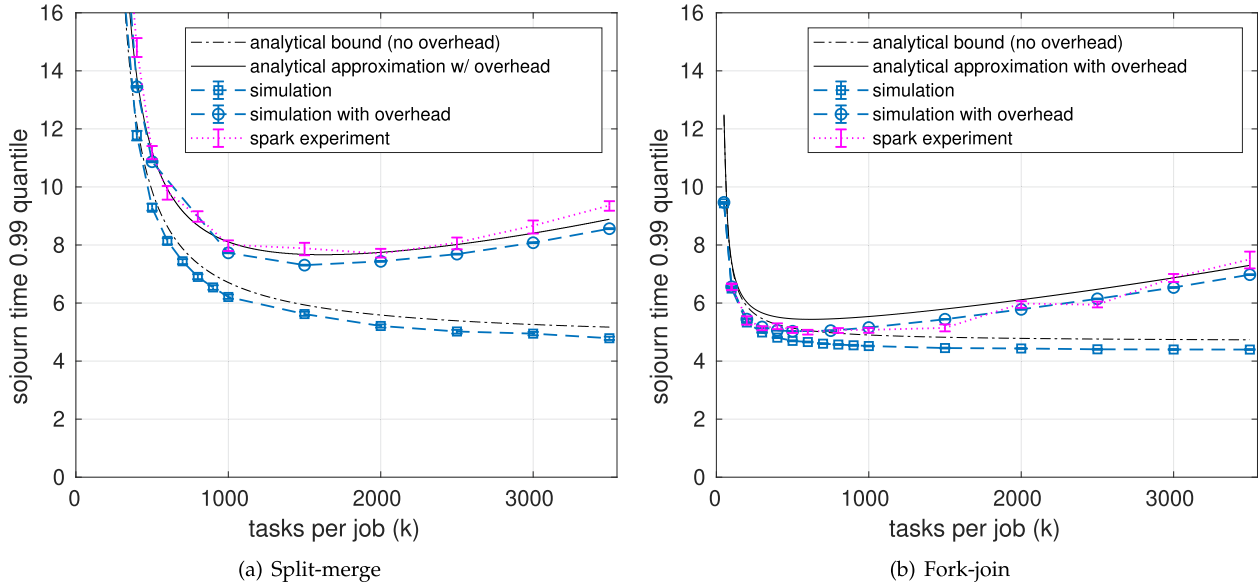 sojourn time 0.99 quantile
16
14
12
10
8
6
4
2
0
analytical bound (no overhead)
analytical approximation w/ overhead
simulation
simulation with overhead
spark experiment
0 1000 2000 3000
tasks per job (k)
(a) Split-merge
sojourn time 0.99 quantile
16
14
12
10
8
6
4
2
0
analytical bound (no overhead)
analytical approximation with overhead
simulation
simulation with overhead
spark experiment
0 1000 2000 3000
tasks per job (k)
(b) Fork-join